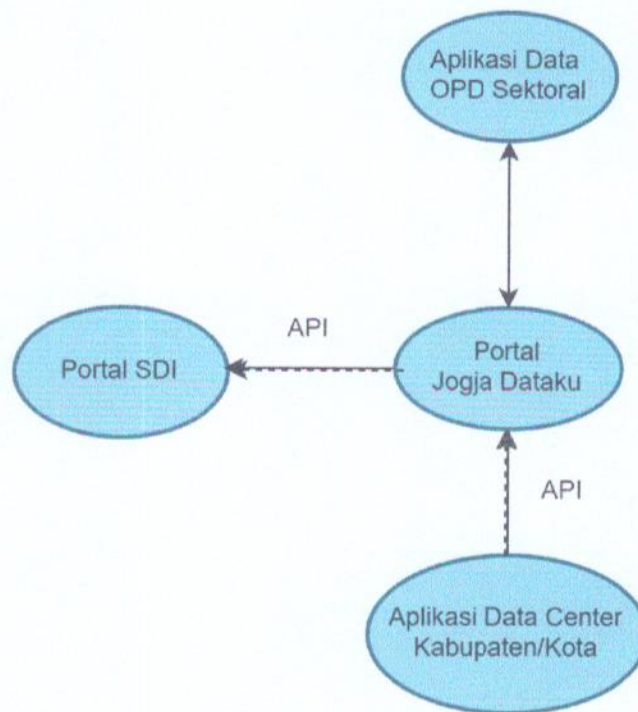 Aplikasi Data
OPD Sektoral
API
Portal SDI
Portal
Jogja Dataku
API
Aplikasi Data Center
Kabupaten/Kota